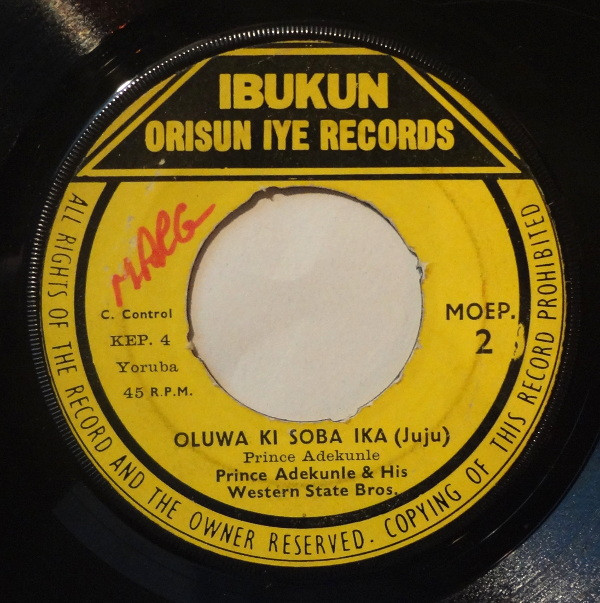 IBUKUN
ORISUN IYE RECORDS
MARG
C. Control
KEP. 4
Yoruba
45 R.P.M.
MOEP.
2
OLUWA KI SOBA IKA (Juju)
Prince Adekunle
Prince Adekunle & His
Western State Bros.
ALL RIGHTS OF THE RECORD AND THE OWNER RESERVED. COPYING OF THIS RECORD PROHIBITED